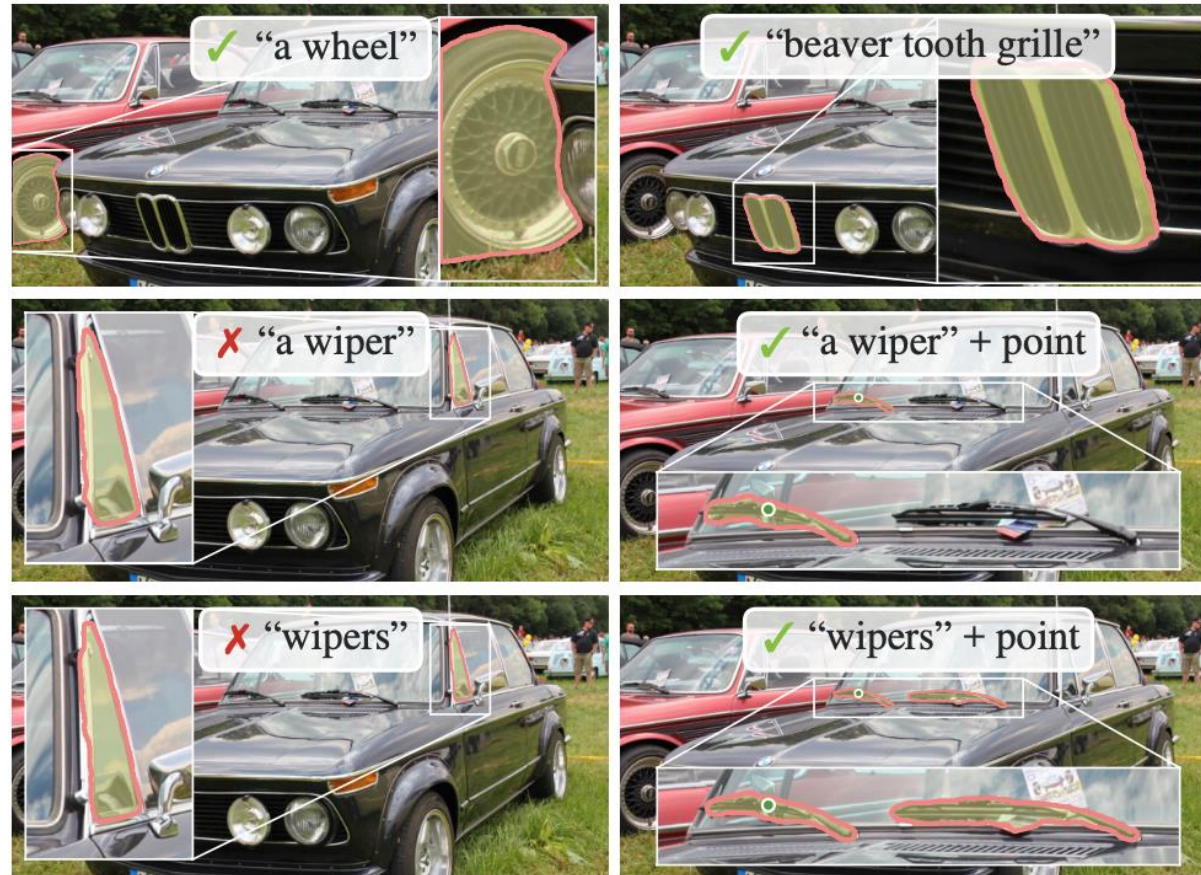 ✓ “a wheel”
✓ “beaver tooth grille”
✗ “a wiper”
✓ “a wiper” + point
✗ “wipers”
✓ “wipers” + point